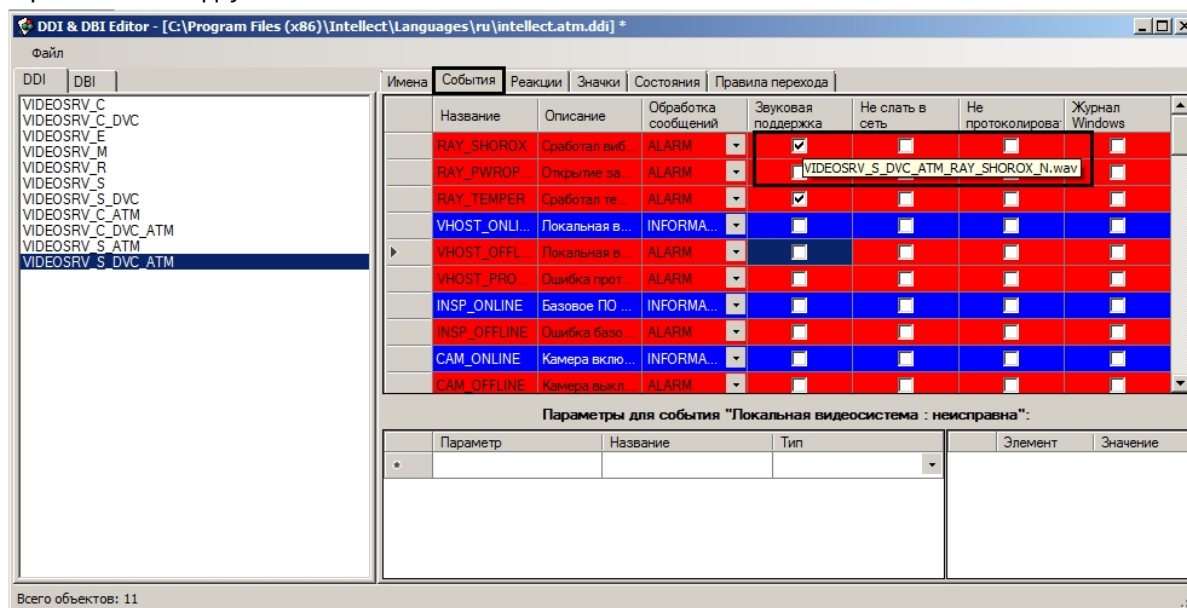 DDI & DBI Editor - [C:\Program Files (x86)\Intellect\Languages\ru\intellect.atm.ddi] *
Файл
DDI DBI
VIDEOSRV_C
VIDEOSRV_C_DVC
VIDEOSRV_E
VIDEOSRV_M
VIDEOSRV_R
VIDEOSRV_S
VIDEOSRV_S_DVC
VIDEOSRV_C_ATM
VIDEOSRV_C_DVC_ATM
VIDEOSRV_S_ATM
VIDEOSRV_S_DVC_ATM
Имена События Реакции Значки Состояния Правила перехода
Название Описание Обработка сообщений Звуковая поддержка Не слать в сеть Не протоколирова Журнал Windows
RAY_SHOROX Сработал виб... ALARM
VIDEOSRV_S_DVC_ATM_RAY_SHOROX_N.wav
RAY_PWROP... Открытие за... ALARM
RAY_TEMPER Сработал те... ALARM
VHOST_ONLI... Локальная в... INFORMA...
VHOST_OFFL... Локальная в... ALARM
VHOST_PRO... Ошибка прот... ALARM
INSP_ONLINE Базовое ПО ... INFORMA...
INSP_OFFLINE Ошибка базо... ALARM
CAM_ONLINE Камера вклю... INFORMA...
CAM_OFFLINE Камера выкл... ALARM
Параметры для события "Локальная видеосистема : неисправна":
Параметр Название Тип Элемент Значение
Всего объектов: 11